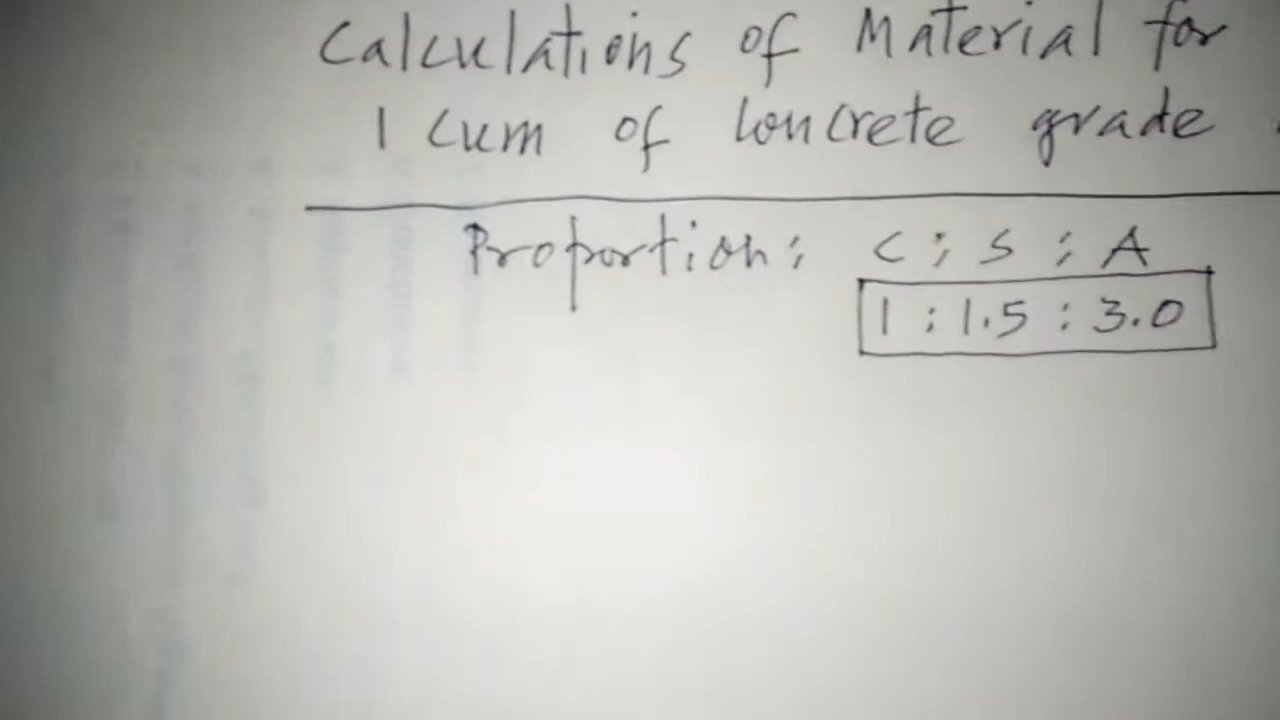 Calculations of Material for
1 Cum of Concrete grade
Proportion: C : S : A
1 : 1.5 : 3.0